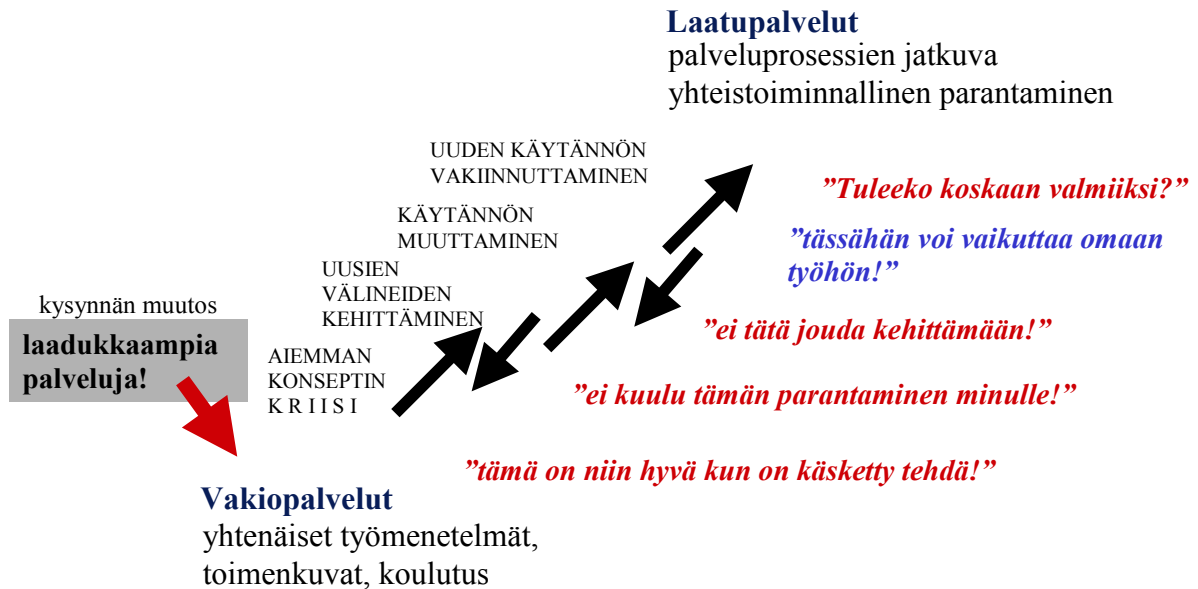 Laatupalvelut
palveluprosessien jatkuva
yhteistoiminnallinen parantaminen
UUDEN KÄYTÄNNÖN
VAKIINNUTTAMINEN
”Tuleeko koskaan valmiiksi?”
KÄYTÄNNÖN
MUUTTAMINEN
”tässähän voi vaikuttaa omaan
työhön!”
UUSIEN
VÄLINEIDEN
KEHITTÄMINEN
kysynnän muutos
laadukkaampia
palveluja!
”ei tätä jouda kehittämään!”
AIEMMAN
KONSEPTIN
K R I I S I
”ei kuulu tämän parantaminen minulle!”
”tämä on niin hyvä kun on käsketty tehdä!”
Vakiopalvelut
yhtenäiset työmenetelmät,
toimenkuvat, koulutus